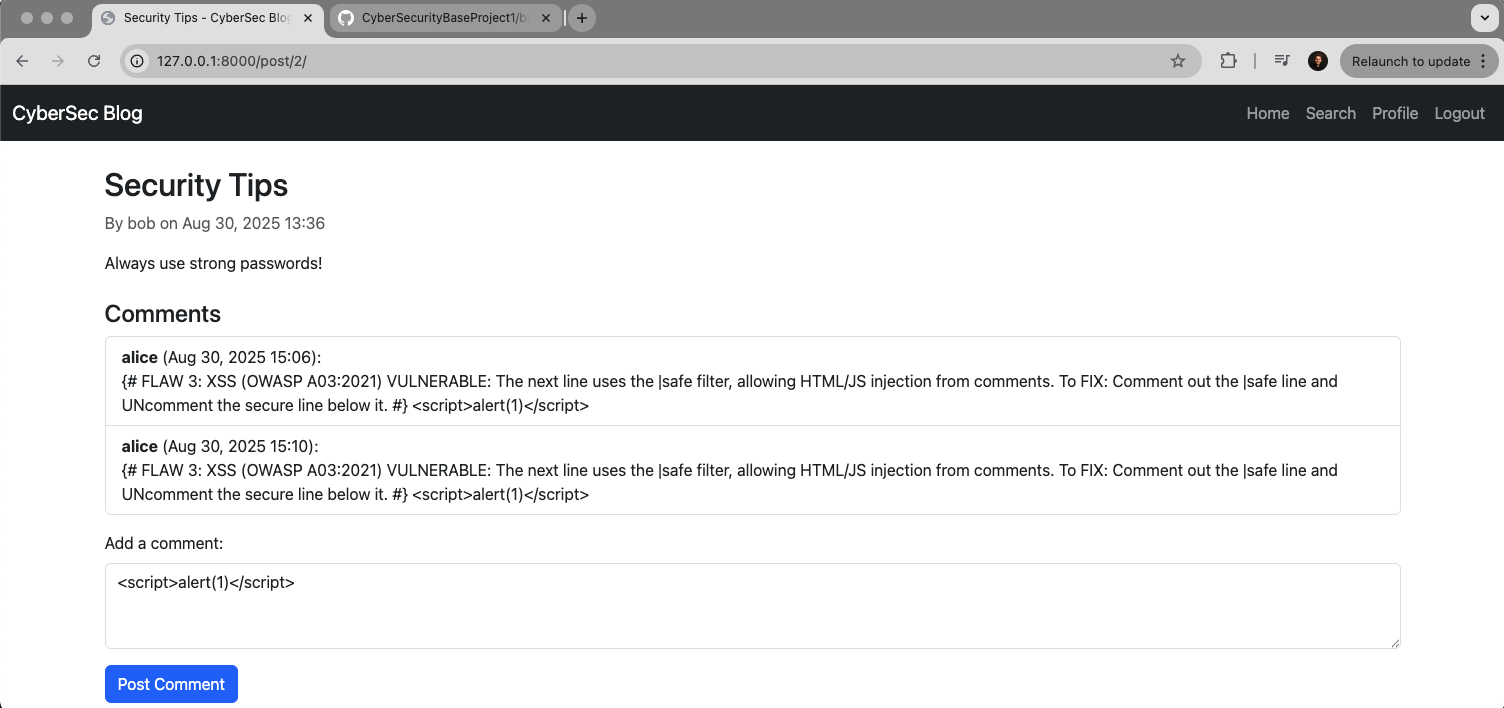 Security Tips - CyberSec Blog
CyberSecurityBaseProject1/b
127.0.0.1:8000/post/2/
Relaunch to update
CyberSec Blog
Home Search Profile Logout
Security Tips
By bob on Aug 30, 2025 13:36
Always use strong passwords!
Comments
alice (Aug 30, 2025 15:06):
{# FLAW 3: XSS (OWASP A03:2021) VULNERABLE: The next line uses the |safe filter, allowing HTML/JS injection from comments. To FIX: Comment out the |safe line and
UNcomment the secure line below it. #} <script>alert(1)</script>
alice (Aug 30, 2025 15:10):
{# FLAW 3: XSS (OWASP A03:2021) VULNERABLE: The next line uses the |safe filter, allowing HTML/JS injection from comments. To FIX: Comment out the |safe line and
UNcomment the secure line below it. #} <script>alert(1)</script>
Add a comment:
<script>alert(1)</script>
Post Comment